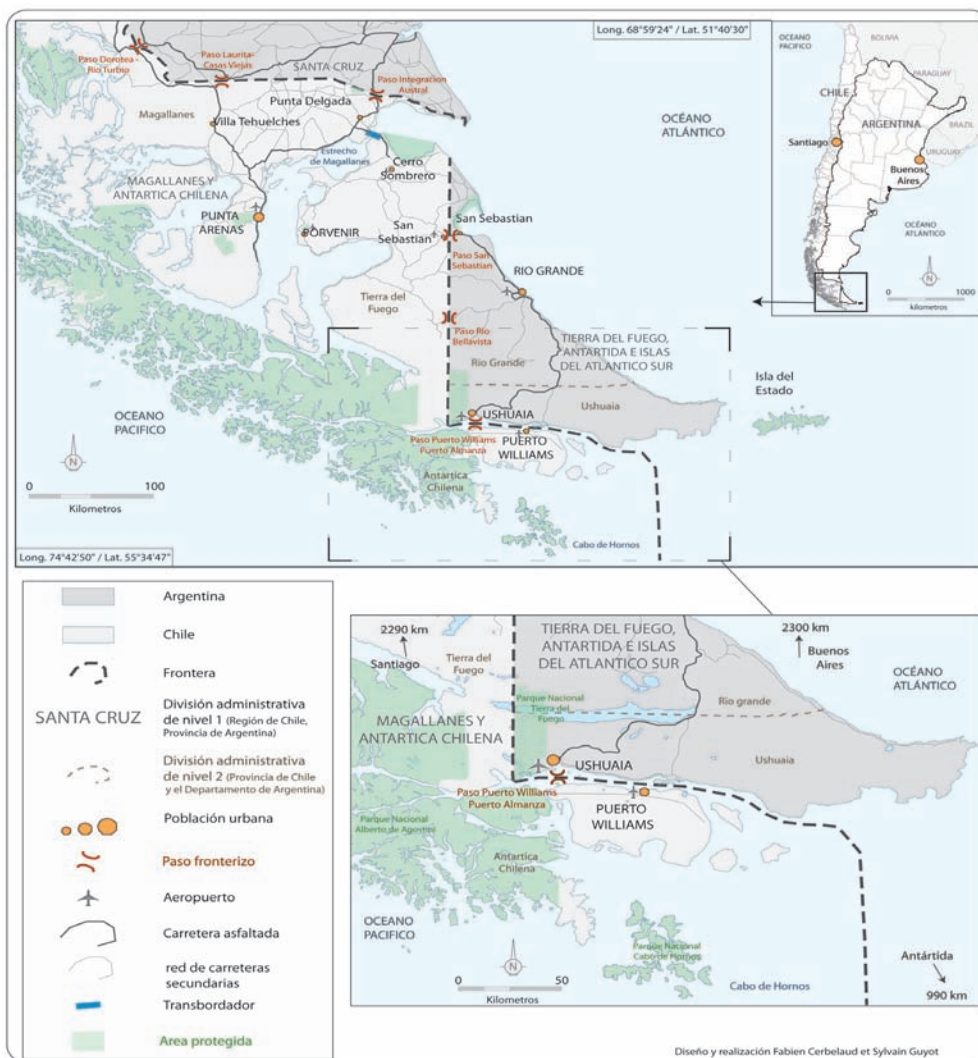 Long. 68°59'24" / Lat. 51°40'30"
Paso Dorotea -
Rio Turbio
Paso Laurita-
Casas Viejas
SANTA CRUZ
Paso Integracion
Austral
Punta Delgada
Magallanes
Villa Tehuelches
Estrecho
de Magallanes
Cerro
Sombrero
OCÉANO
ATLÁNTICO
MAGALLANES Y
ANTARTICA CHILENA
PUNTA
ARENAS
PORVENIR
San
Sebastian
San Sebastian
Paso San
Sebastian
RIO GRANDE
Tierra del
Fuego
Paso Rio
Bellavista
TIERRA DEL FUEGO,
ANTARTIDA E ISLAS
DEL ATLANTICO SUR
Rio Grande
Isla del
Estado
OCEANO
PACIFICO
USHUAIA
Ushuaia
Paso Puerto Williams
Puerto Almanza
PUERTO
WILLIAMS
Antartica
Chilena
Cabo de Hornos
N
0 100
Kilometros
Long. 74°42'50" / Lat. 55°34'47"
OCEANO
PACIFICO
BOLIVIA
PARAGUAY
CHILE
ARGENTINA
BRAZIL
Santiago
URUGUAY
Buenos
Aires
OCÉANO
ATLÁNTICO
N
0 1000
kilometros
Argentina
Chile
Frontera
SANTA CRUZ
División administrativa
de nivel 1 (Región de Chile,
Provincia de Argentina)
División administrativa
de nivel 2 (Provincia de Chile
y el Departamento de Argentina)
Población urbana
Paso fronterizo
Aeropuerto
Carretera asfaltada
red de carreteras
secundarias
Transbordador
Area protegida
2290 km
Santiago
Tierra del
Fuego
TIERRA DEL FUEGO,
ANTARTIDA E ISLAS
DEL ATLANTICO SUR
2300 km
Buenos
Aires
OCÉANO
ATLÁNTICO
Parque Nacional
Tierra del
Fuego
Rio grande
MAGALLANES Y
ANTARTICA CHILENA
USHUAIA
Ushuaia
Paso Puerto Williams
Puerto Almanza
PUERTO
WILLIAMS
Parque Nacional
Alberto de Agostini
Antartica
Chilena
OCEANO
PACIFICO
Parque Nacional
Cabo de Hornos
Cabo de Hornos
N
0 50
Kilometros
Antártida
990 km
Diseño y realización Fabien Cerbelaud et Sylvain Guyot